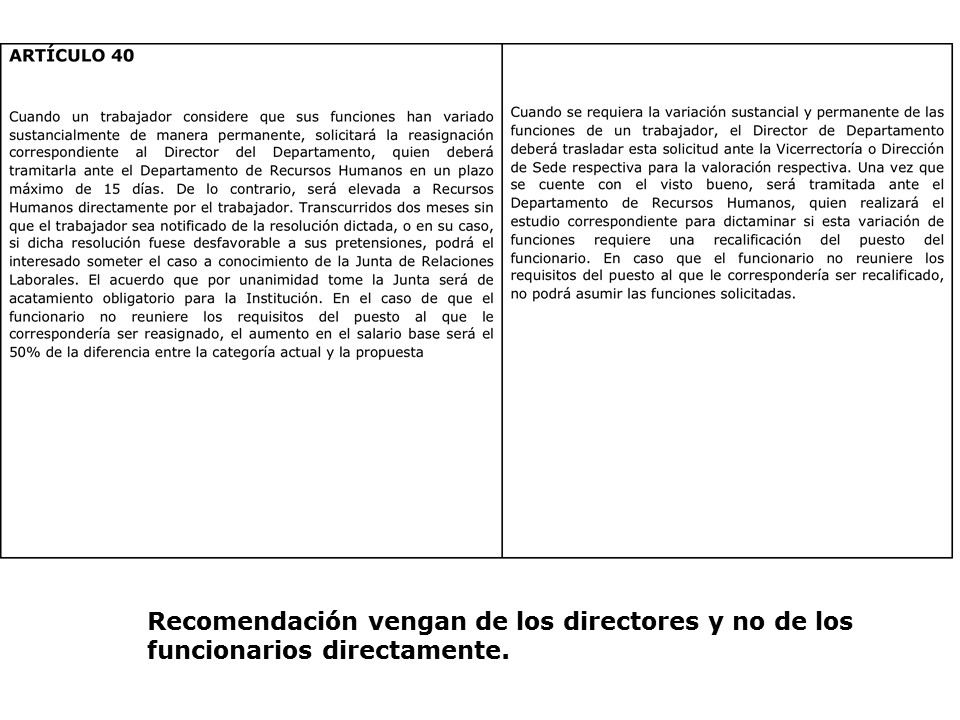 ARTÍCULO 40
Cuando un trabajador considere que sus funciones han variado
sustancialmente de manera permanente, solicitará la reasignación
correspondiente al Director del Departamento, quien deberá
tramitarla ante el Departamento de Recursos Humanos en un plazo
máximo de 15 días. De lo contrario, será elevada a Recursos
Humanos directamente por el trabajador. Transcurridos dos meses sin
que el trabajador sea notificado de la resolución dictada, o en su caso,
si dicha resolución fuese desfavorable a sus pretensiones, podrá el
interesado someter el caso a conocimiento de la Junta de Relaciones
Laborales. El acuerdo que por unanimidad tome la Junta será de
acatamiento obligatorio para la Institución. En el caso de que el
funcionario no reuniere los requisitos del puesto al que le
correspondería ser reasignado, el aumento en el salario base será el
50% de la diferencia entre la categoría actual y la propuesta
Cuando se requiera la variación sustancial y permanente de las
funciones de un trabajador, el Director de Departamento
deberá trasladar esta solicitud ante la Vicerrectoría o Dirección
de Sede respectiva para la valoración respectiva. Una vez que
se cuente con el visto bueno, será tramitada ante el
Departamento de Recursos Humanos, quien realizará el
estudio correspondiente para dictaminar si esta variación de
funciones requiere una recalificación del puesto del
funcionario. En caso que el funcionario no reuniere los
requisitos del puesto al que le correspondería ser recalificado,
no podrá asumir las funciones solicitadas.
Recomendación vengan de los directores y no de los
funcionarios directamente.